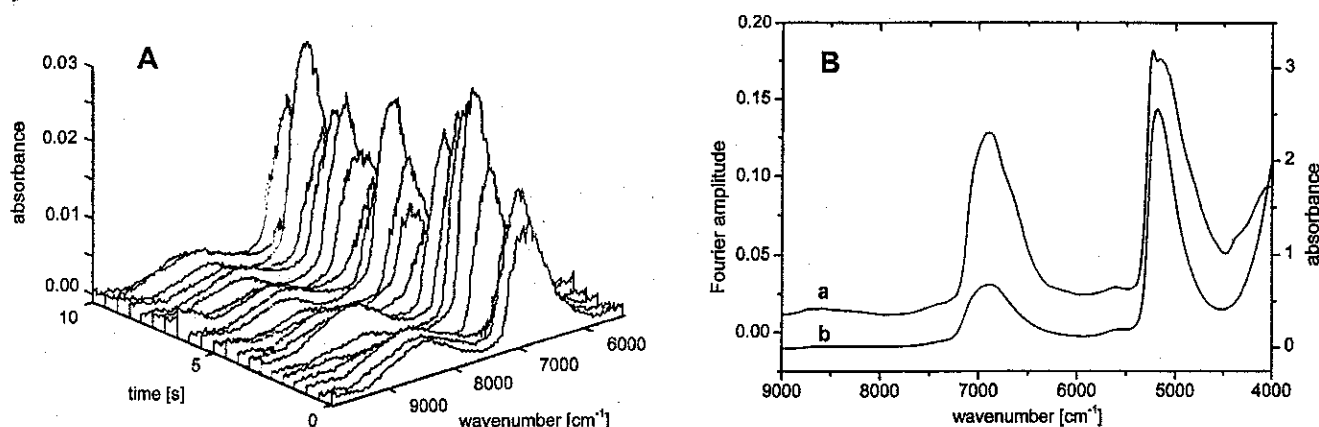 A
0.03
0.02
0.01
0.00
absorbance
10
5
0
time [s]
9000
8000
7000
6000
wavenumber [cm⁻¹]
B
0.20
0.15
0.10
0.05
0.00
Fourier amplitude
a
b
3
2
1
0
absorbance
9000 8000 7000 6000 5000 4000
wavenumber [cm⁻¹]